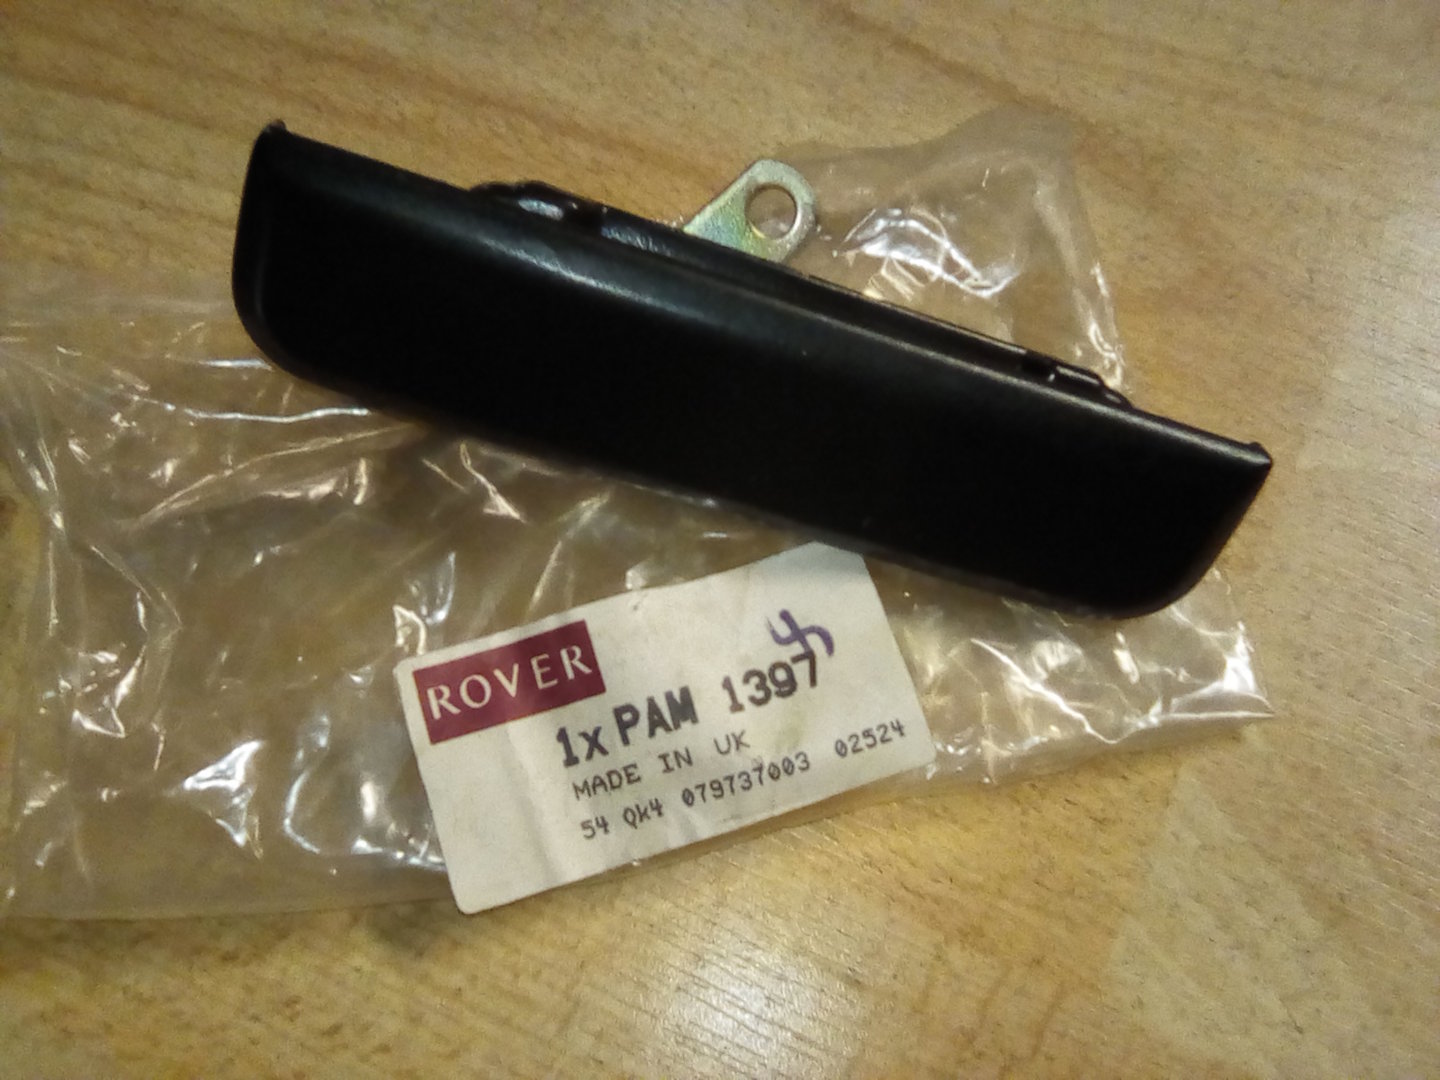 ROVER
1x PAM 1397
MADE IN UK
54 Qk4 079737003 02524